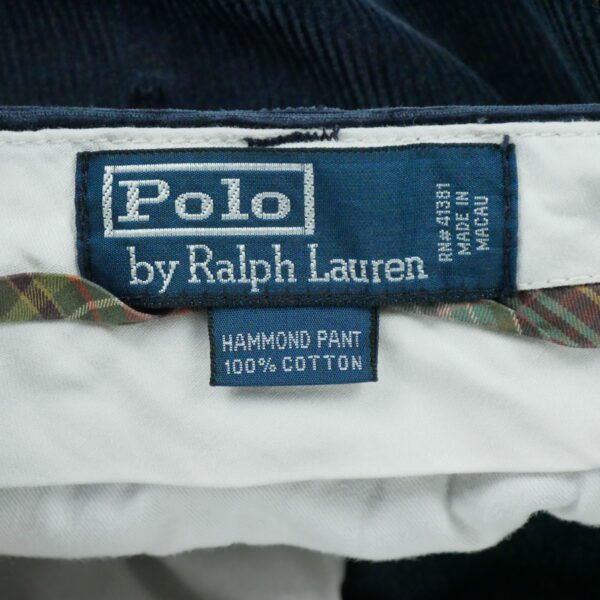 Polo
by Ralph Lauren
RN# 41381
MADE IN
MACAU
HAMMOND PANT
100% COTTON